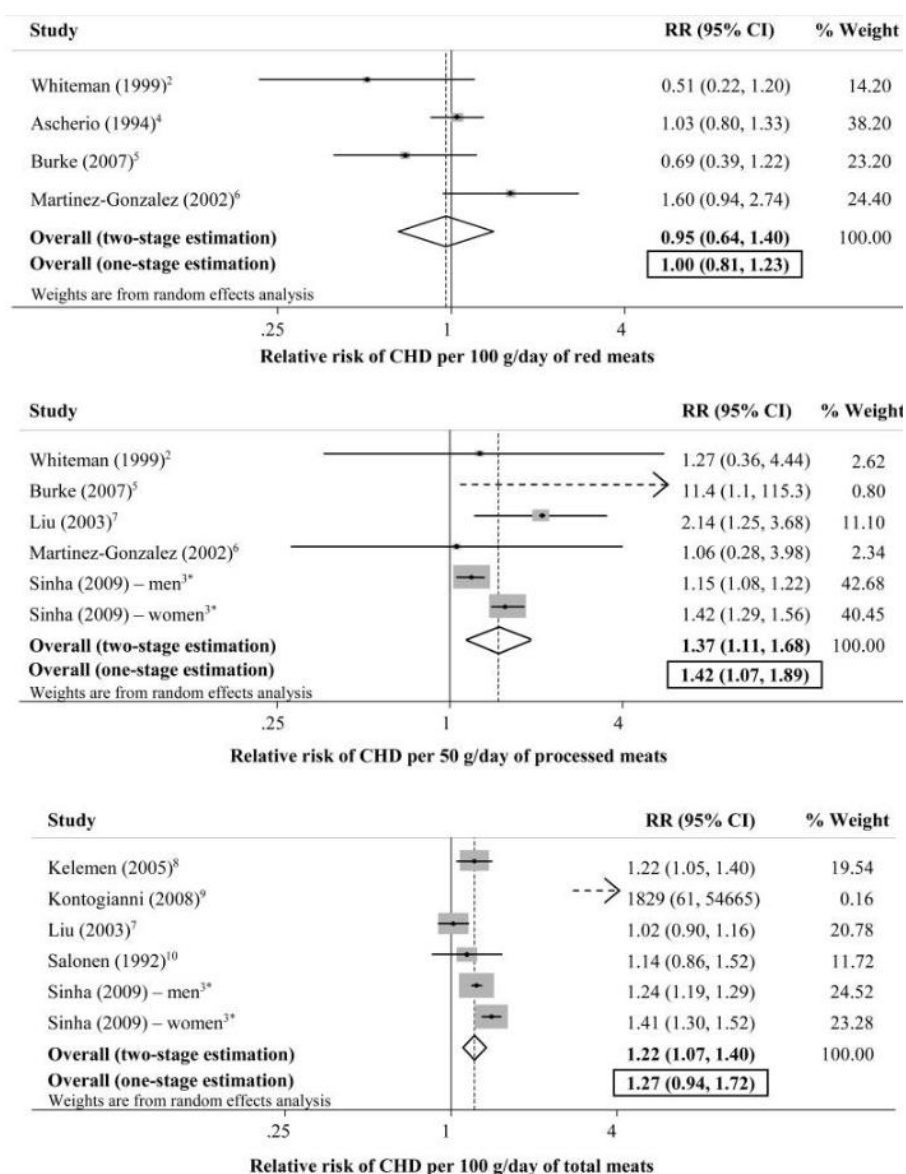 Study RR (95% CI) % Weight
Whiteman (1999)² 0.51 (0.22, 1.20) 14.20
Ascherio (1994)⁴ 1.03 (0.80, 1.33) 38.20
Burke (2007)⁵ 0.69 (0.39, 1.22) 23.20
Martinez-Gonzalez (2002)⁶ 1.60 (0.94, 2.74) 24.40
Overall (two-stage estimation) 0.95 (0.64, 1.40) 100.00
Overall (one-stage estimation) 1.00 (0.81, 1.23)
Weights are from random effects analysis
.25 1 4
Relative risk of CHD per 100 g/day of red meats
Study RR (95% CI) % Weight
Whiteman (1999)² 1.27 (0.36, 4.44) 2.62
Burke (2007)⁵ 11.4 (1.1, 115.3) 0.80
Liu (2003)⁷ 2.14 (1.25, 3.68) 11.10
Martinez-Gonzalez (2002)⁶ 1.06 (0.28, 3.98) 2.34
Sinha (2009) – men³* 1.15 (1.08, 1.22) 42.68
Sinha (2009) – women³* 1.42 (1.29, 1.56) 40.45
Overall (two-stage estimation) 1.37 (1.11, 1.68) 100.00
Overall (one-stage estimation) 1.42 (1.07, 1.89)
Weights are from random effects analysis
.25 1 4
Relative risk of CHD per 50 g/day of processed meats
Study RR (95% CI) % Weight
Kelemen (2005)⁸ 1.22 (1.05, 1.40) 19.54
Kontogianni (2008)⁹ 1829 (61, 54665) 0.16
Liu (2003)⁷ 1.02 (0.90, 1.16) 20.78
Salonen (1992)¹⁰ 1.14 (0.86, 1.52) 11.72
Sinha (2009) – men³* 1.24 (1.19, 1.29) 24.52
Sinha (2009) – women³* 1.41 (1.30, 1.52) 23.28
Overall (two-stage estimation) 1.22 (1.07, 1.40) 100.00
Overall (one-stage estimation) 1.27 (0.94, 1.72)
Weights are from random effects analysis
.25 1 4
Relative risk of CHD per 100 g/day of total meats